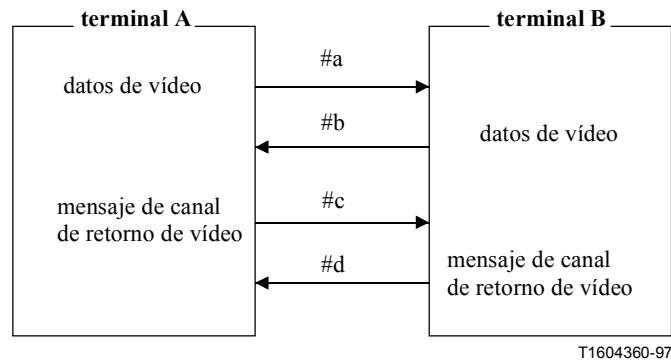 terminal A
terminal B
#a
datos de vídeo
#b
datos de vídeo
#c
mensaje de canal
de retorno de vídeo
#d
mensaje de canal
de retorno de vídeo
T1604360-97